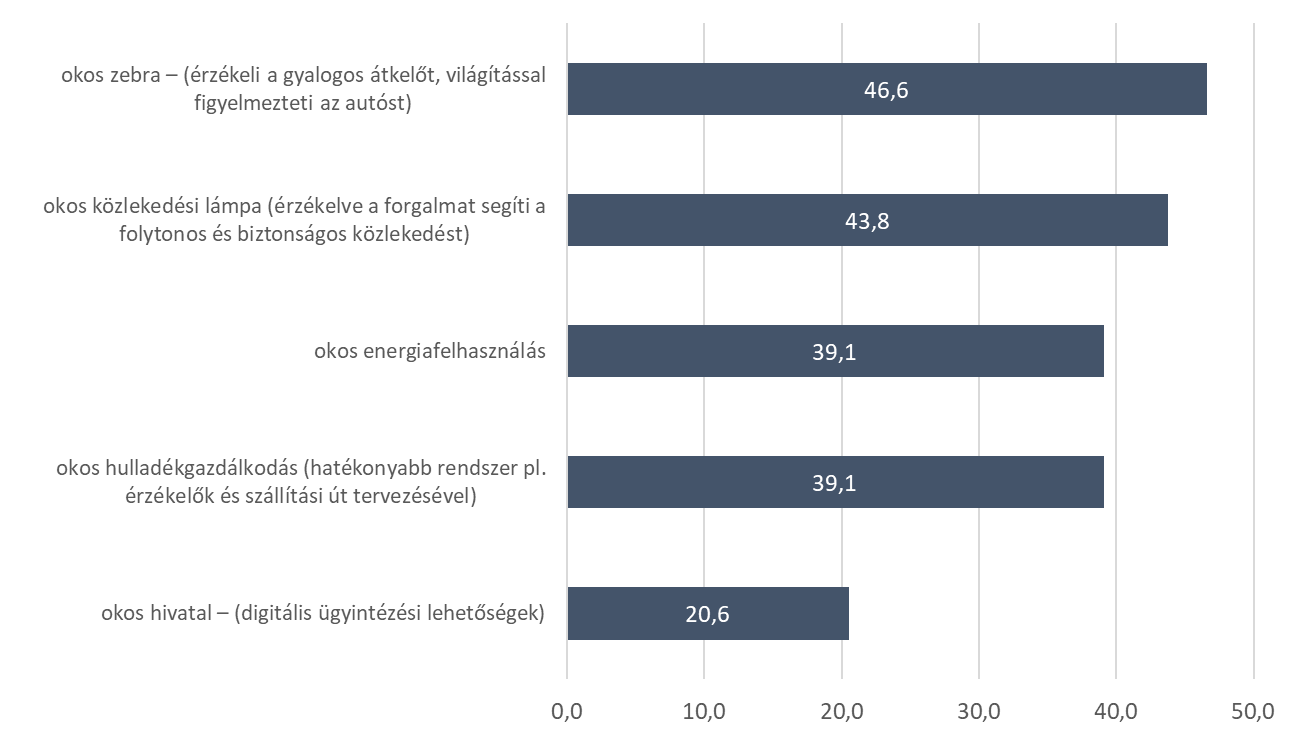 okos zebra – (érzékeli a gyalogos átkelőt, világítással
figyelmezteti az autóst)
46,6
okos közlekedési lámpa (érzékelve a forgalmat segíti a
folytonos és biztonságos közlekedést)
43,8
okos energiafelhasználás
39,1
okos hulladékgazdálkodás (hatékonyabb rendszer pl.
érzékelők és szállítási út tervezésével)
39,1
okos hivatal – (digitális ügyintézési lehetőségek)
20,6
0,0 10,0 20,0 30,0 40,0 50,0